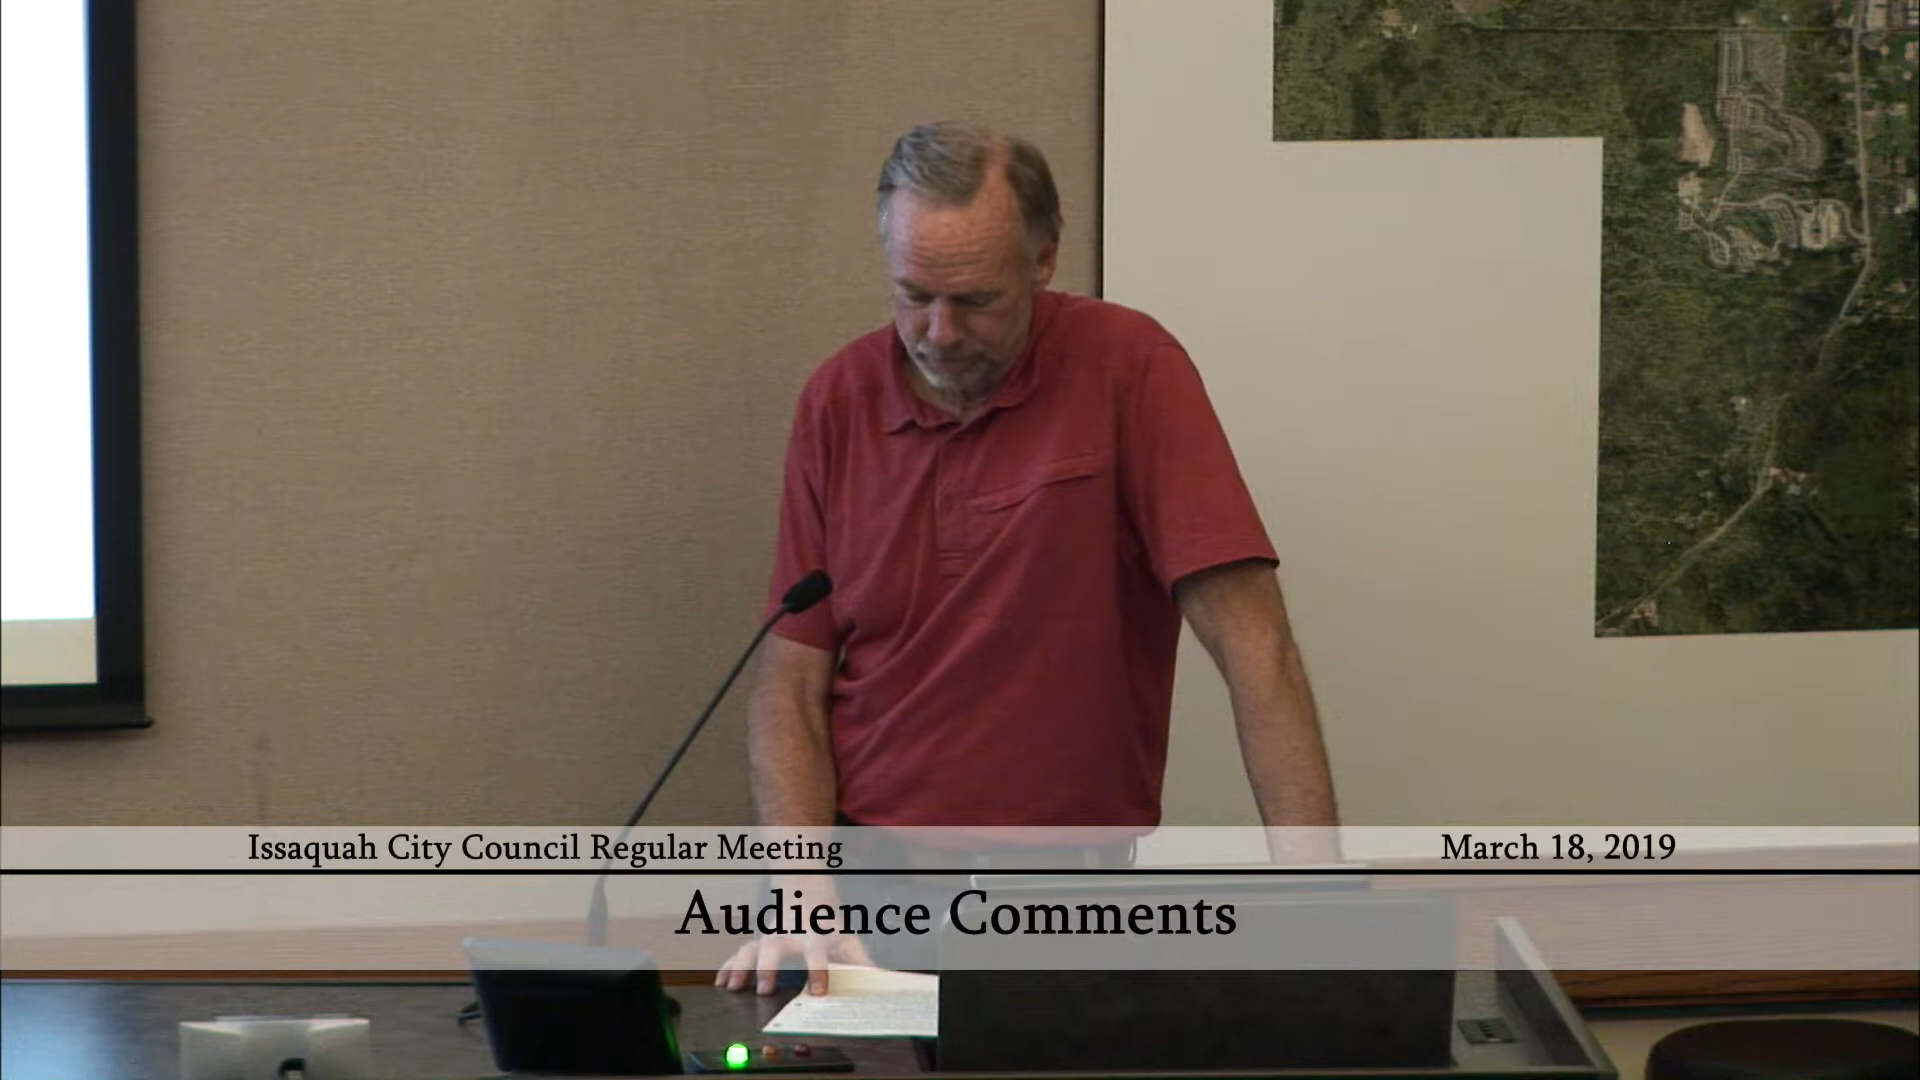 Issaquah City Council Regular Meeting
March 18, 2019
Audience Comments